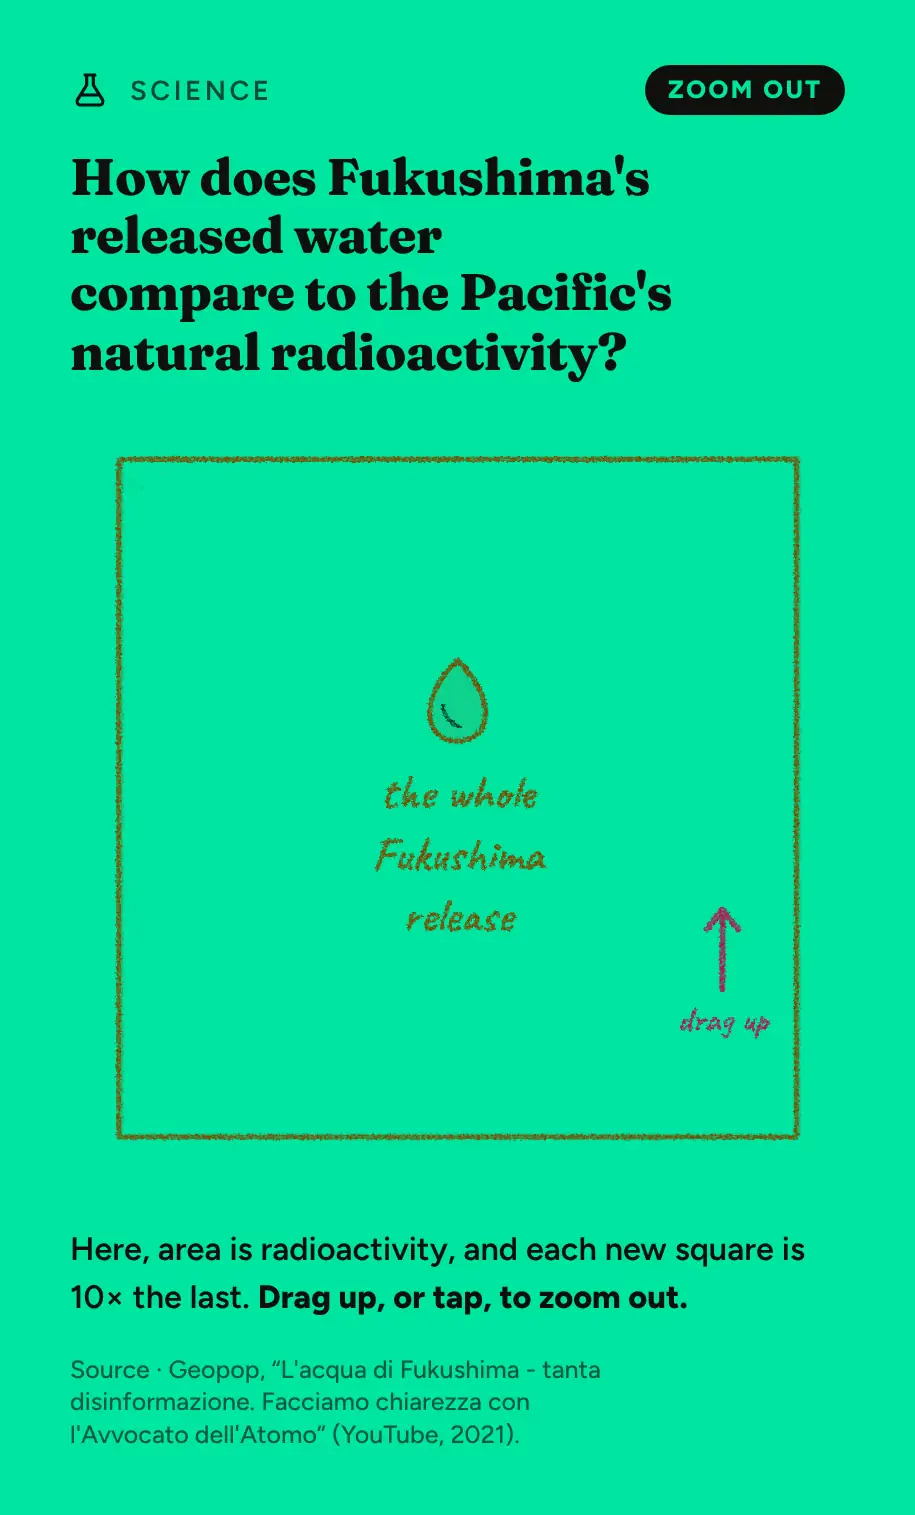 SCIENCE
ZOOM OUT
How does Fukushima's
released water
compare to the Pacific's
natural radioactivity?
the whole
Fukushima
release
drag up
Here, area is radioactivity, and each new square is
10× the last. Drag up, or tap, to zoom out.
Source · Geopop, “L'acqua di Fukushima - tanta
disinformazione. Facciamo chiarezza con
l'Avvocato dell'Atomo” (YouTube, 2021).